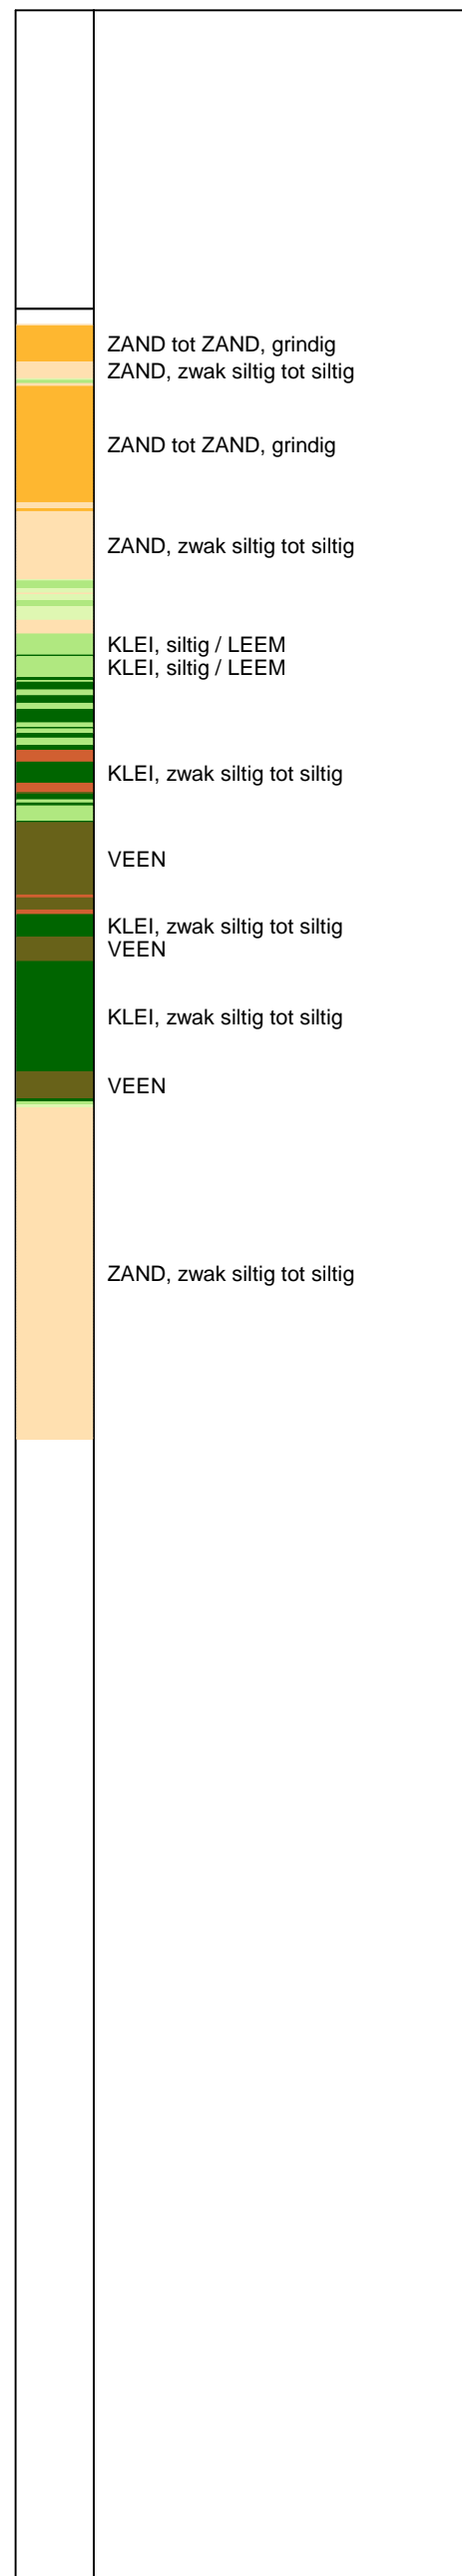 ZAND tot ZAND, grindig
ZAND, zwak siltig tot siltig
ZAND tot ZAND, grindig
ZAND, zwak siltig tot siltig
KLEI, siltig / LEEM
KLEI, siltig / LEEM
KLEI, zwak siltig tot siltig
VEEN
KLEI, zwak siltig tot siltig
VEEN
KLEI, zwak siltig tot siltig
VEEN
ZAND, zwak siltig tot siltig